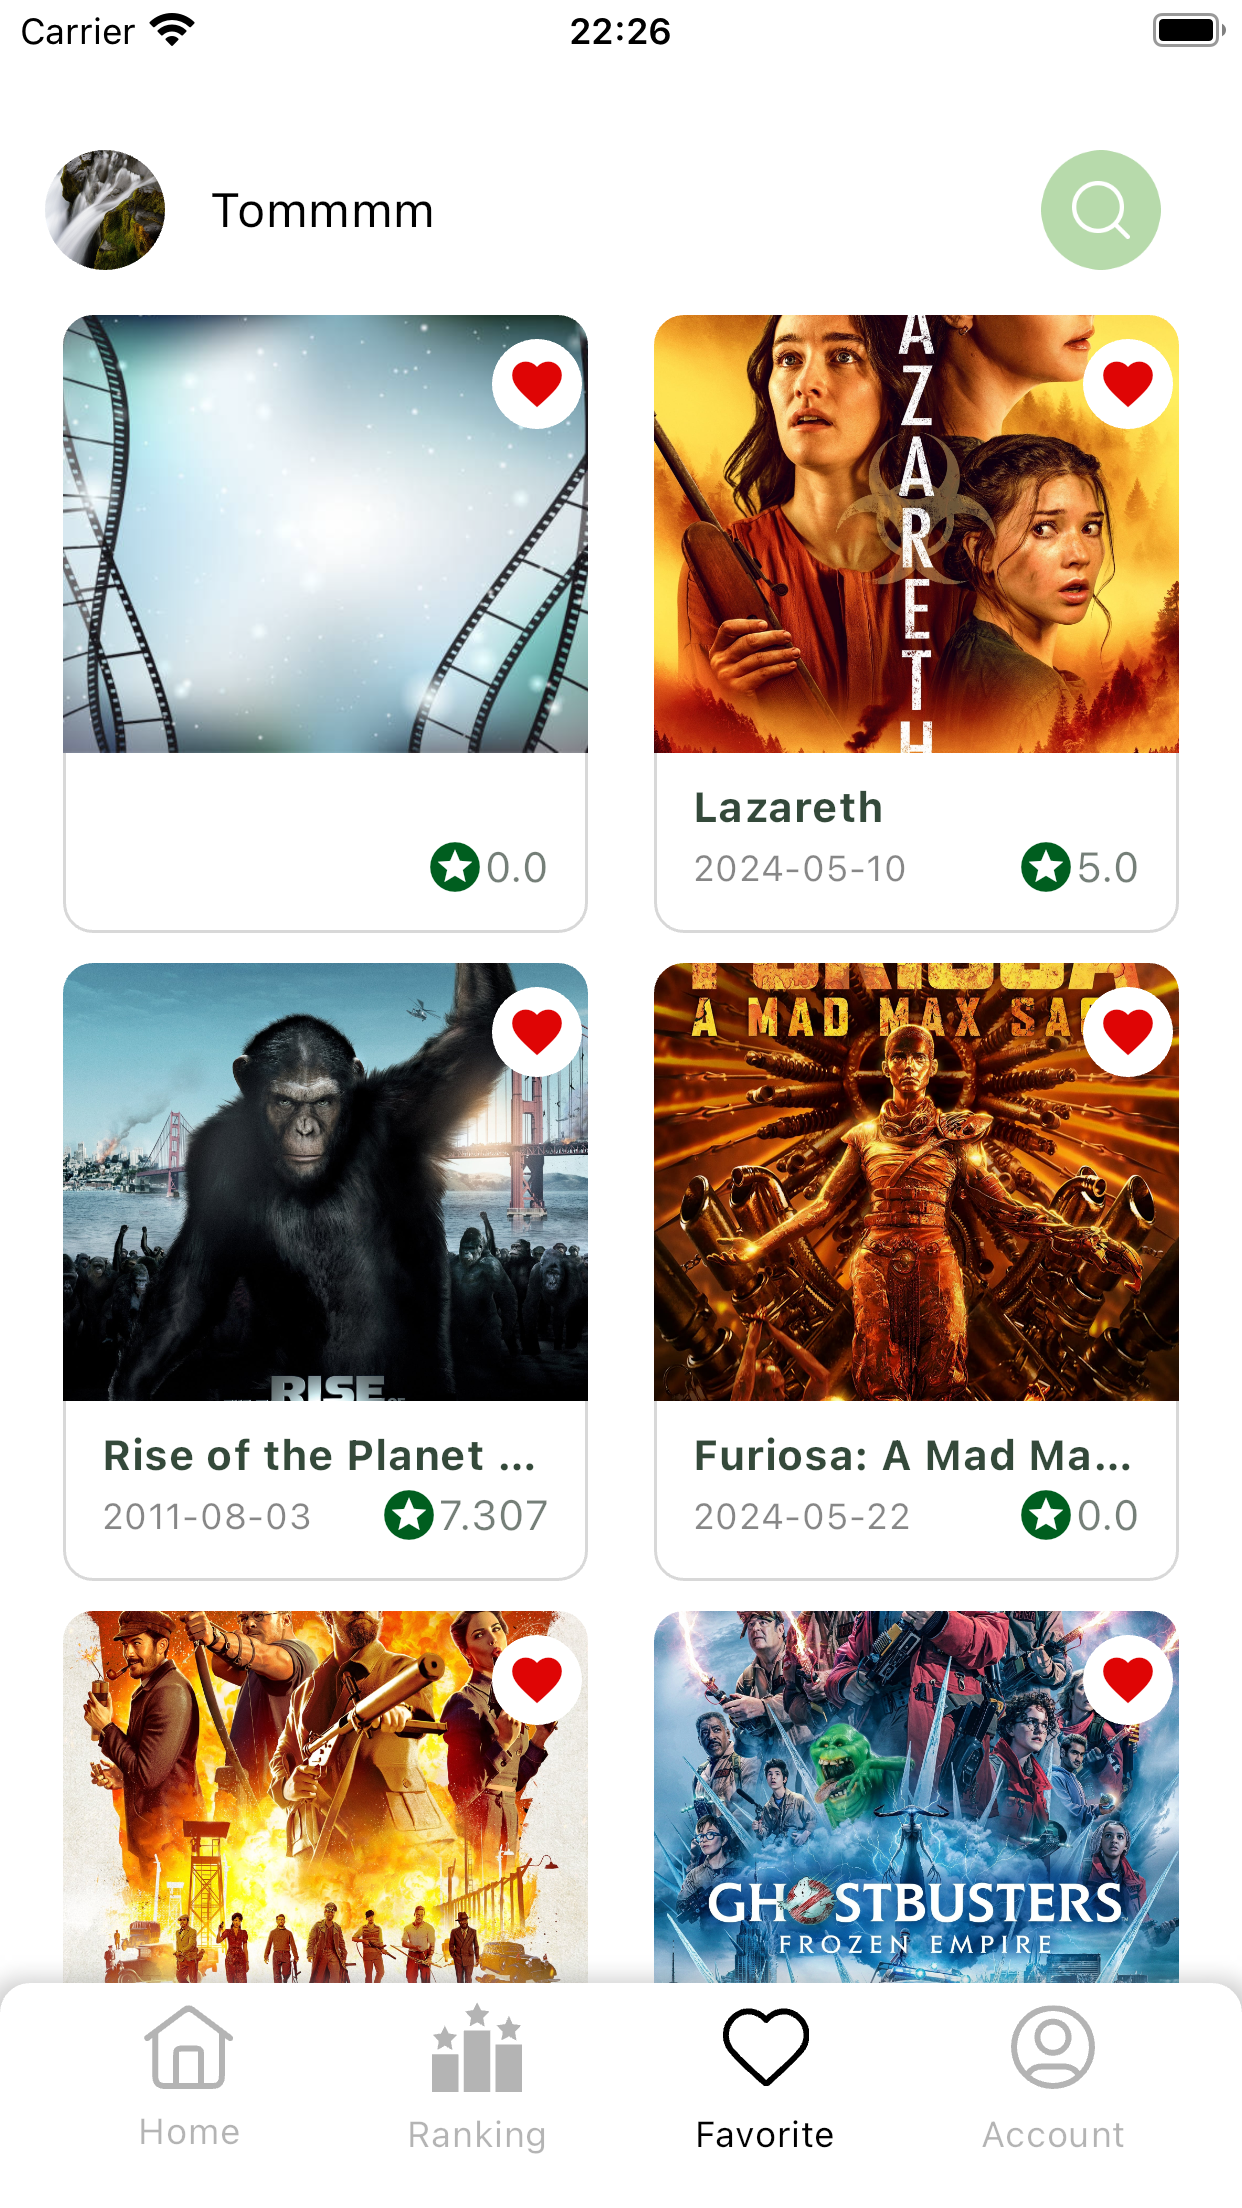 Carrier
22:26
Tommmm
AZARETH
0.0
Lazareth
2024-05-10
5.0
A MAD MAX
RISE
Rise of the Planet ...
2011-08-03
7.307
Furiosa: A Mad Ma...
2024-05-22
0.0
GHOSTBUSTERS
FROZEN EMPIRE
Home
Ranking
Favorite
Account